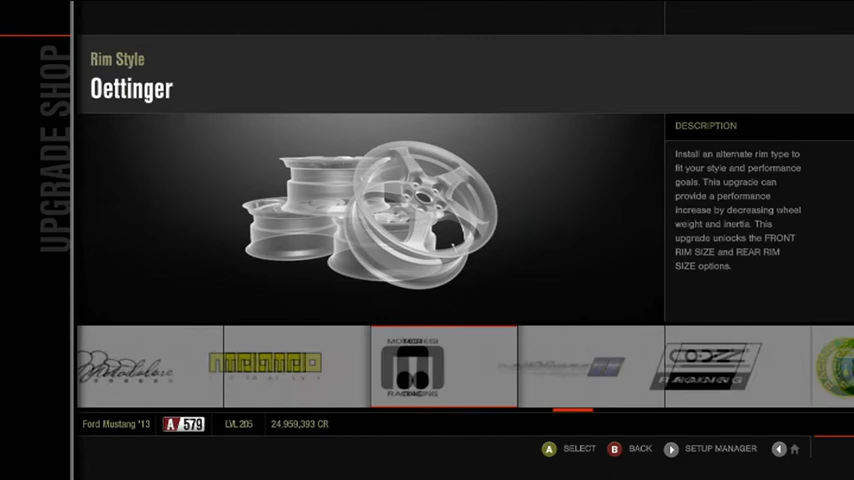 UPGRADE SHOP
Rim Style
Oettinger
DESCRIPTION
Install an alternate rim type to
fit your style and performance
goals. This upgrade can
provide a performance
increase by decreasing wheel
weight and inertia. This
upgrade unlocks the FRONT
RIM SIZE and REAR RIM
SIZE options.
RACING
Ford Mustang '13
A 579
LVL 205
24,959,393 CR
A SELECT
B BACK
SETUP MANAGER